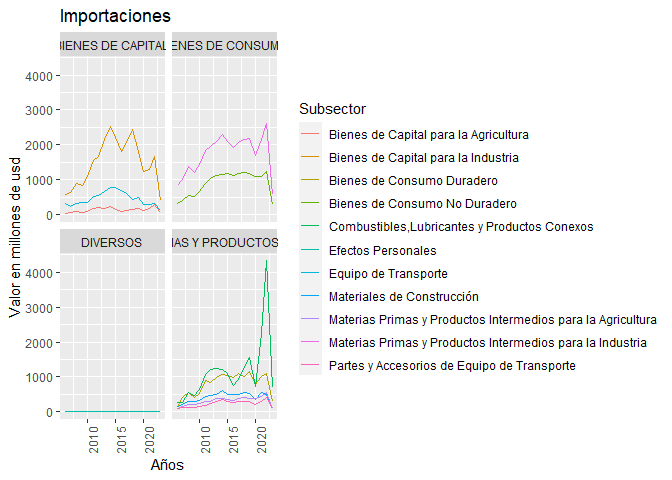 Importaciones
BIENES DE CAPITAL
ENES DE CONSUM
4000
3000
2000
1000
0
DIVERSOS
IAS Y PRODUCTOS
4000
3000
2000
1000
0
2010
2015
2020
2010
2015
2020
Años
Valor en millones de usd
Subsector
Bienes de Capital para la Agricultura
Bienes de Capital para la Industria
Bienes de Consumo Duradero
Bienes de Consumo No Duradero
Combustibles,Lubricantes y Productos Conexos
Efectos Personales
Equipo de Transporte
Materiales de Construcción
Materias Primas y Productos Intermedios para la Agricultura
Materias Primas y Productos Intermedios para la Industria
Partes y Accesorios de Equipo de Transporte